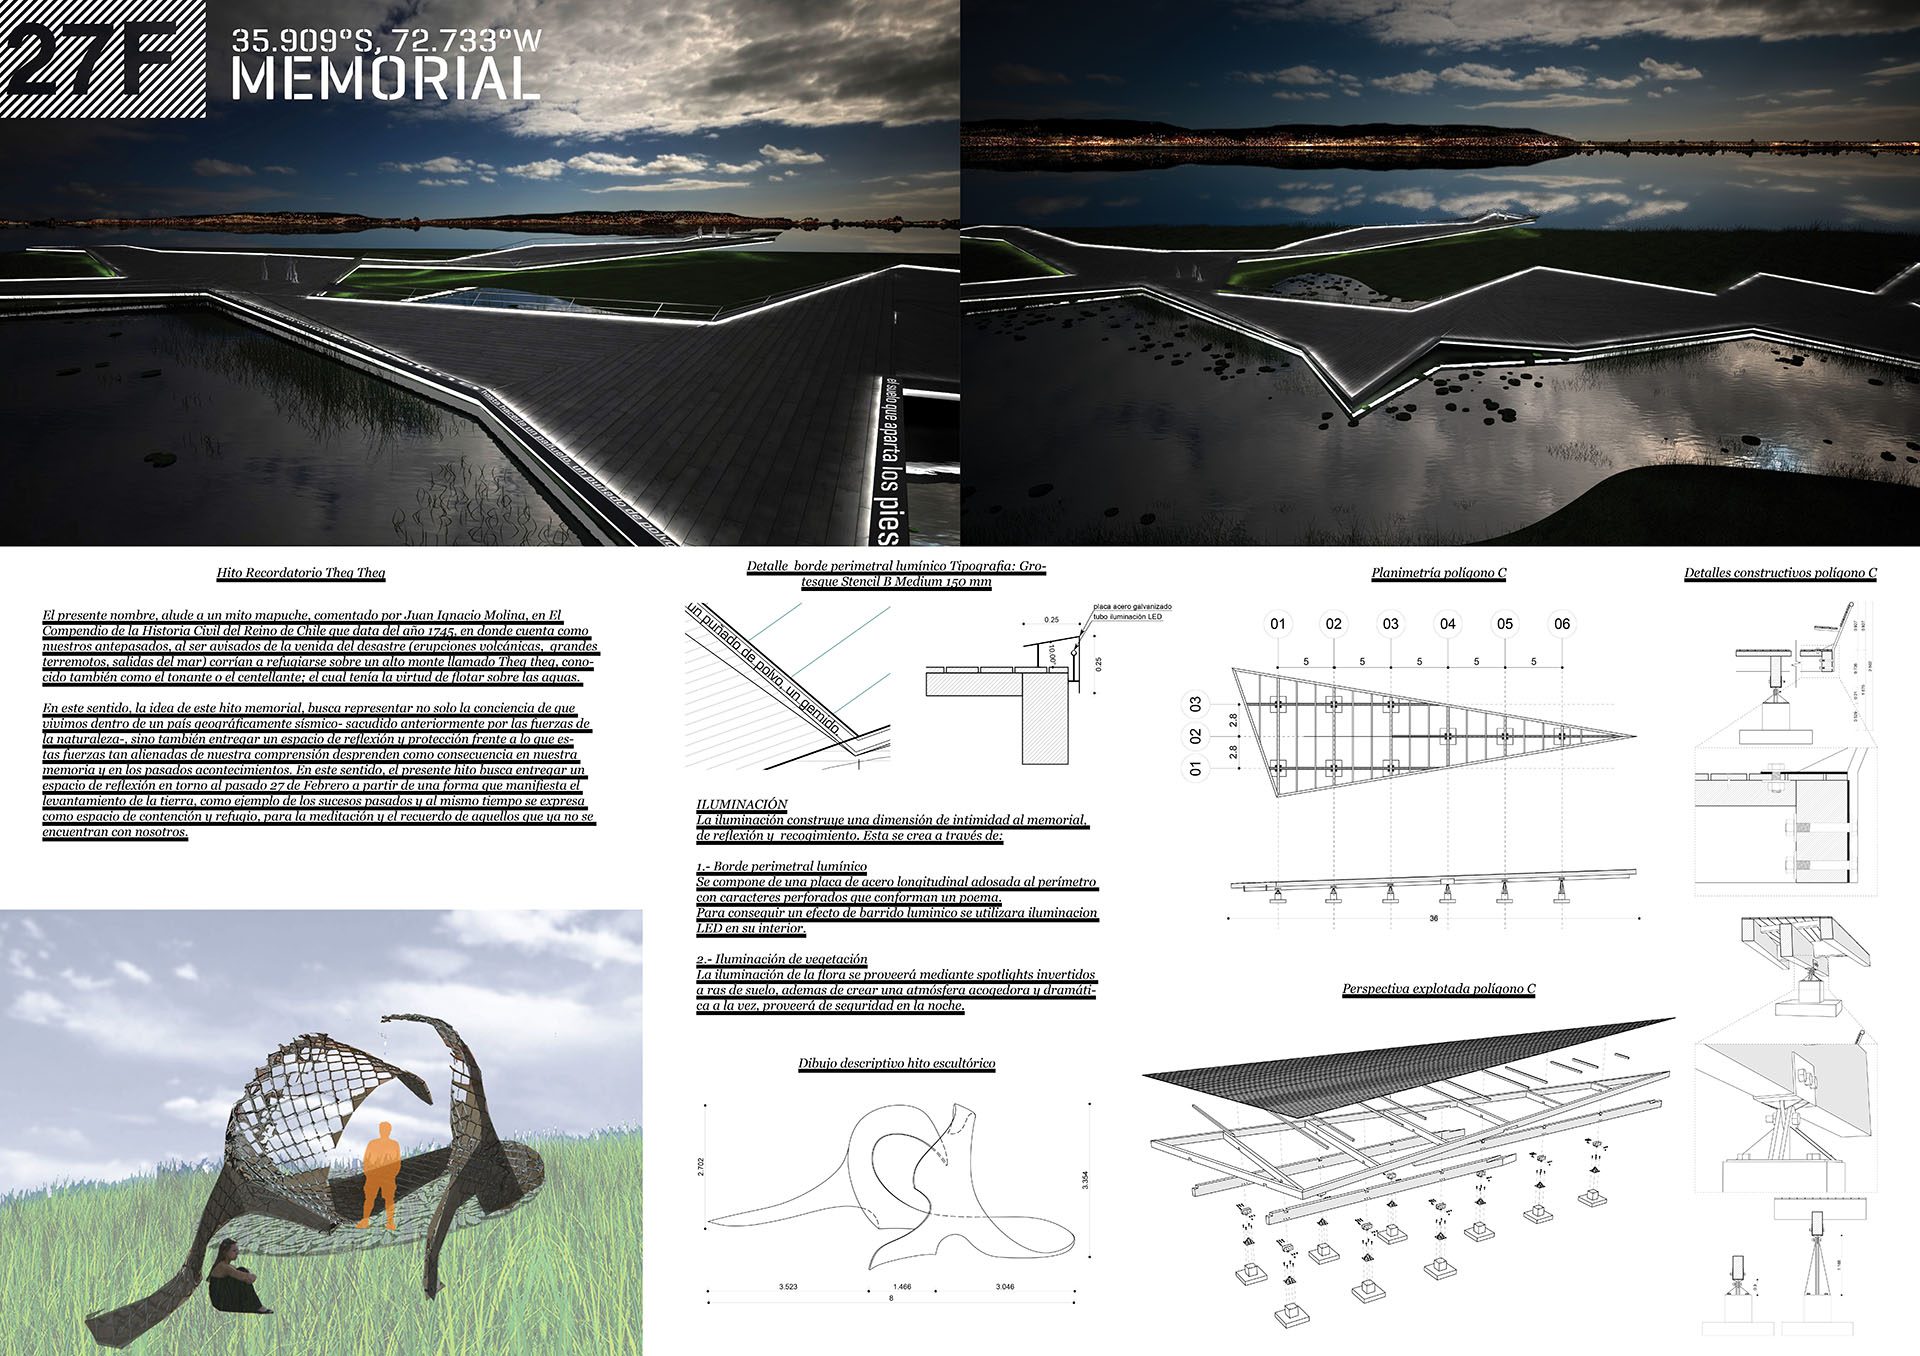 27F
35.909ºS, 72.733ºW
MEMORIAL
hasta hacerla un pañuelo, un puñado de polvo
el suelo que aparta los pies
Hito Recordatorio Theg Theg
El presente nombre, alude a un mito mapuche, comentado por Juan Ignacio Molina, en El
Compendio de la Historia Civil del Reino de Chile que data del año 1745, en donde cuenta como
nuestros antepasados, al ser avisados de la venida del desastre (erupciones volcánicas, grandes
terremotos, salidas del mar) corrían a refugiarse sobre un alto monte llamado Theg theg, cono-
cido también como el tonante o el centellante; el cual tenía la virtud de flotar sobre las aguas.
En este sentido, la idea de este hito memorial, busca representar no solo la conciencia de que
vivimos dentro de un país geográficamente sísmico- sacudido anteriormente por las fuerzas de
la naturaleza-, sino también entregar un espacio de reflexión y protección frente a lo que es-
tas fuerzas tan alienadas de nuestra comprensión desprenden como consecuencia en nuestra
memoria y en los pasados acontecimientos. En este sentido, el presente hito busca entregar un
espacio de reflexión en torno al pasado 27 de Febrero a partir de una forma que manifiesta el
levantamiento de la tierra, como ejemplo de los sucesos pasados y al mismo tiempo se expresa
como espacio de contención y refugio, para la meditación y el recuerdo de aquellos que ya no se
encuentran con nosotros.
Detalle borde perimetral lumínico Tipografia: Gro-
tesque Stencil B Medium 150 mm
un puñado de polvo, un gemido
placa acero galvanizado
tubo iluminación LED
0.25
0.25
ILUMINACIÓN
La iluminación construye una dimensión de intimidad al memorial,
de reflexión y recogimiento. Esta se crea a través de:
1.- Borde perimetral lumínico
Se compone de una placa de acero longitudinal adosada al perímetro
con caracteres perforados que conforman un poema.
Para conseguir un efecto de barrido luminico se utilizara iluminacion
LED en su interior.
2.- Iluminación de vegetación
La iluminación de la flora se proveerá mediante spotlights invertidos
a ras de suelo, ademas de crear una atmósfera acogedora y dramáti-
ca a la vez, proveerá de seguridad en la noche.
Dibujo descriptivo hito escultórico
2.702
3.354
3.523 1.466 3.046
8
Planimetría polígono C
01 02 03 04 05 06
5 5 5 5 5
03
2.8
02
2.8
01
36
Perspectiva explotada polígono C
Detalles constructivos polígono C